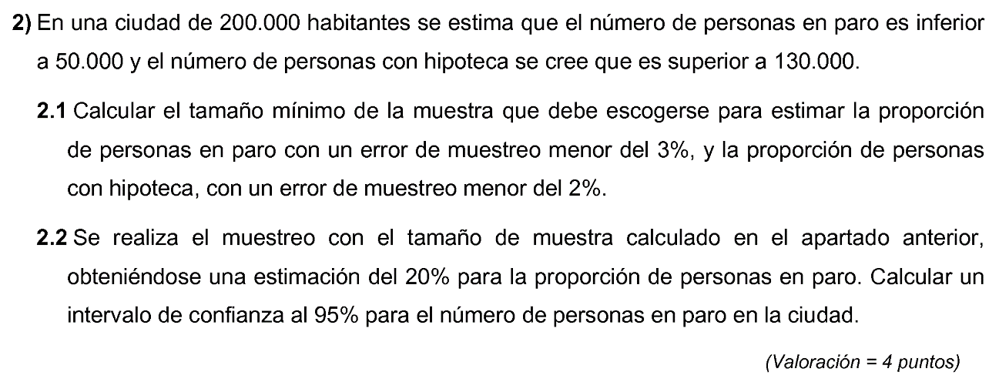 2) En una ciudad de 200.000 habitantes se estima que el número de personas en paro es inferior
a 50.000 y el número de personas con hipoteca se cree que es superior a 130.000.
2.1 Calcular el tamaño mínimo de la muestra que debe escogerse para estimar la proporción
de personas en paro con un error de muestreo menor del 3%, y la proporción de personas
con hipoteca, con un error de muestreo menor del 2%.
2.2 Se realiza el muestreo con el tamaño de muestra calculado en el apartado anterior,
obteniéndose una estimación del 20% para la proporción de personas en paro. Calcular un
intervalo de confianza al 95% para el número de personas en paro en la ciudad.
(Valoración = 4 puntos)